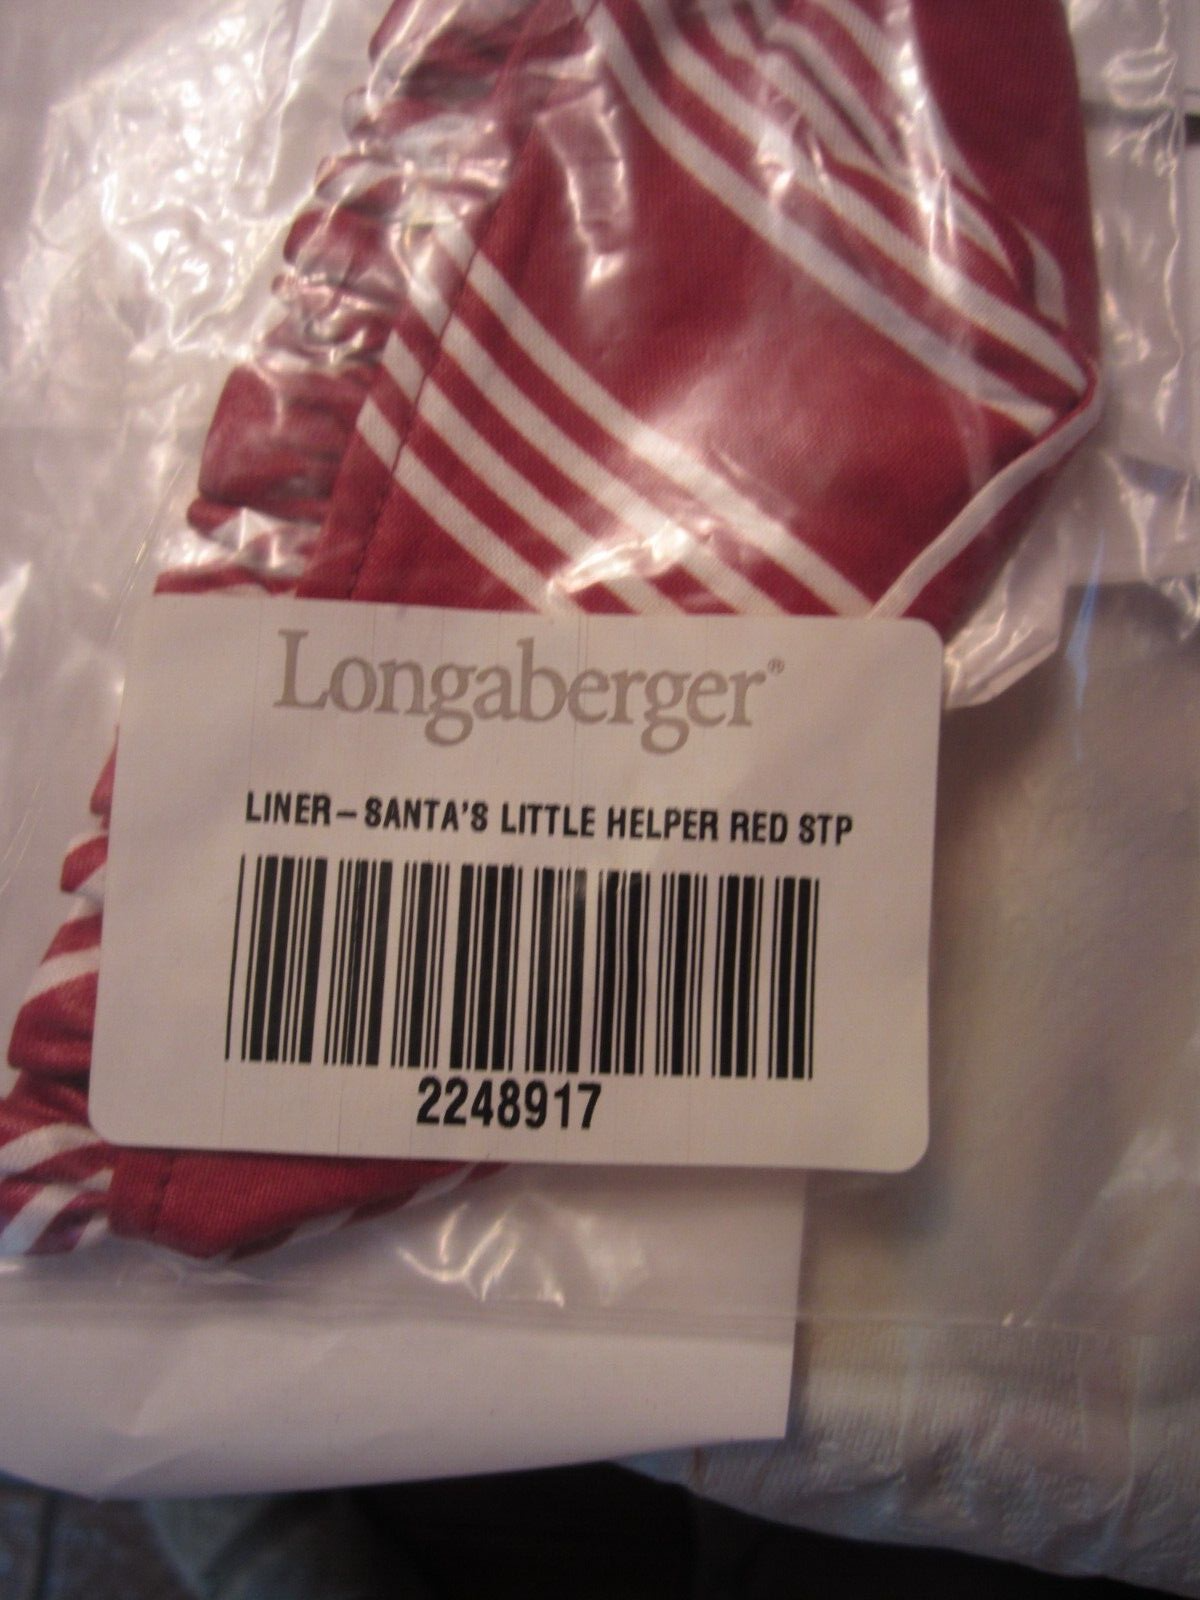 Longaberger®
LINER-SANTA'S LITTLE HELPER RED STP
2248917